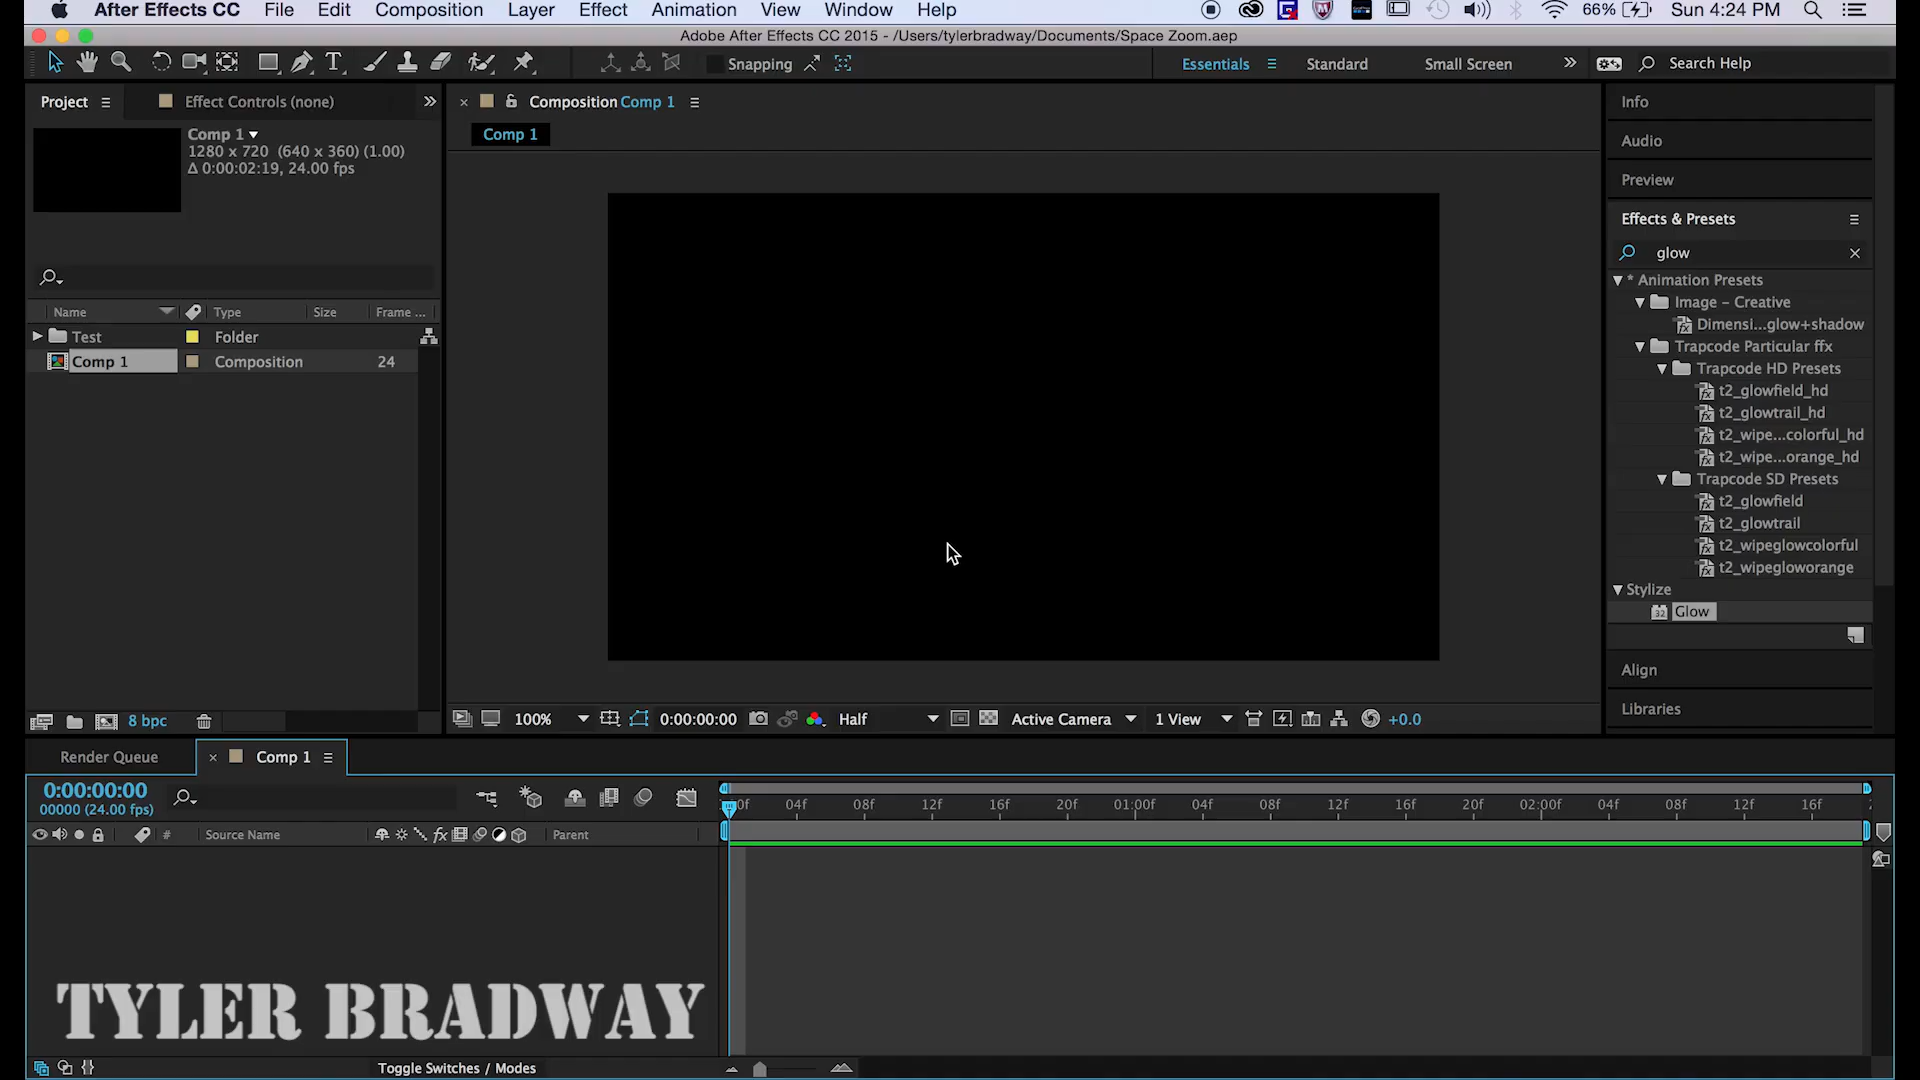 After Effects CC File Edit Composition Layer Effect Animation View Window Help 66% Sun 4:24 PM
Adobe After Effects CC 2015 - /Users/tylerbradway/Documents/Space Zoom.aep
Snapping Essentials Standard Small Screen Search Help
Project Effect Controls (none)
Composition Comp 1
Comp 1
Comp 1
1280 x 720 (640 x 360) (1.00)
Δ 0:00:02:19, 24.00 fps
Name Type Size Frame ...
Test Folder
Comp 1 Composition 24
8 bpc
100% 0:00:00:00 Half Active Camera 1 View +0.0
Info
Audio
Preview
Effects & Presets
glow
* Animation Presets
Image – Creative
Dimensi...glow+shadow
Trapcode Particular ffx
Trapcode HD Presets
t2_glowfield_hd
t2_glowtrail_hd
t2_wipe...colorful_hd
t2_wipe...orange_hd
Trapcode SD Presets
t2_glowfield
t2_glowtrail
t2_wipeglowcolorful
t2_wipegloworange
Stylize
32 Glow
Align
Libraries
Render Queue Comp 1
0:00:00:00
00000 (24.00 fps)
0f 04f 08f 12f 16f 20f 01:00f 04f 08f 12f 16f 20f 02:00f 04f 08f 12f 16f
# Source Name Parent
TYLER BRADWAY
Toggle Switches / Modes